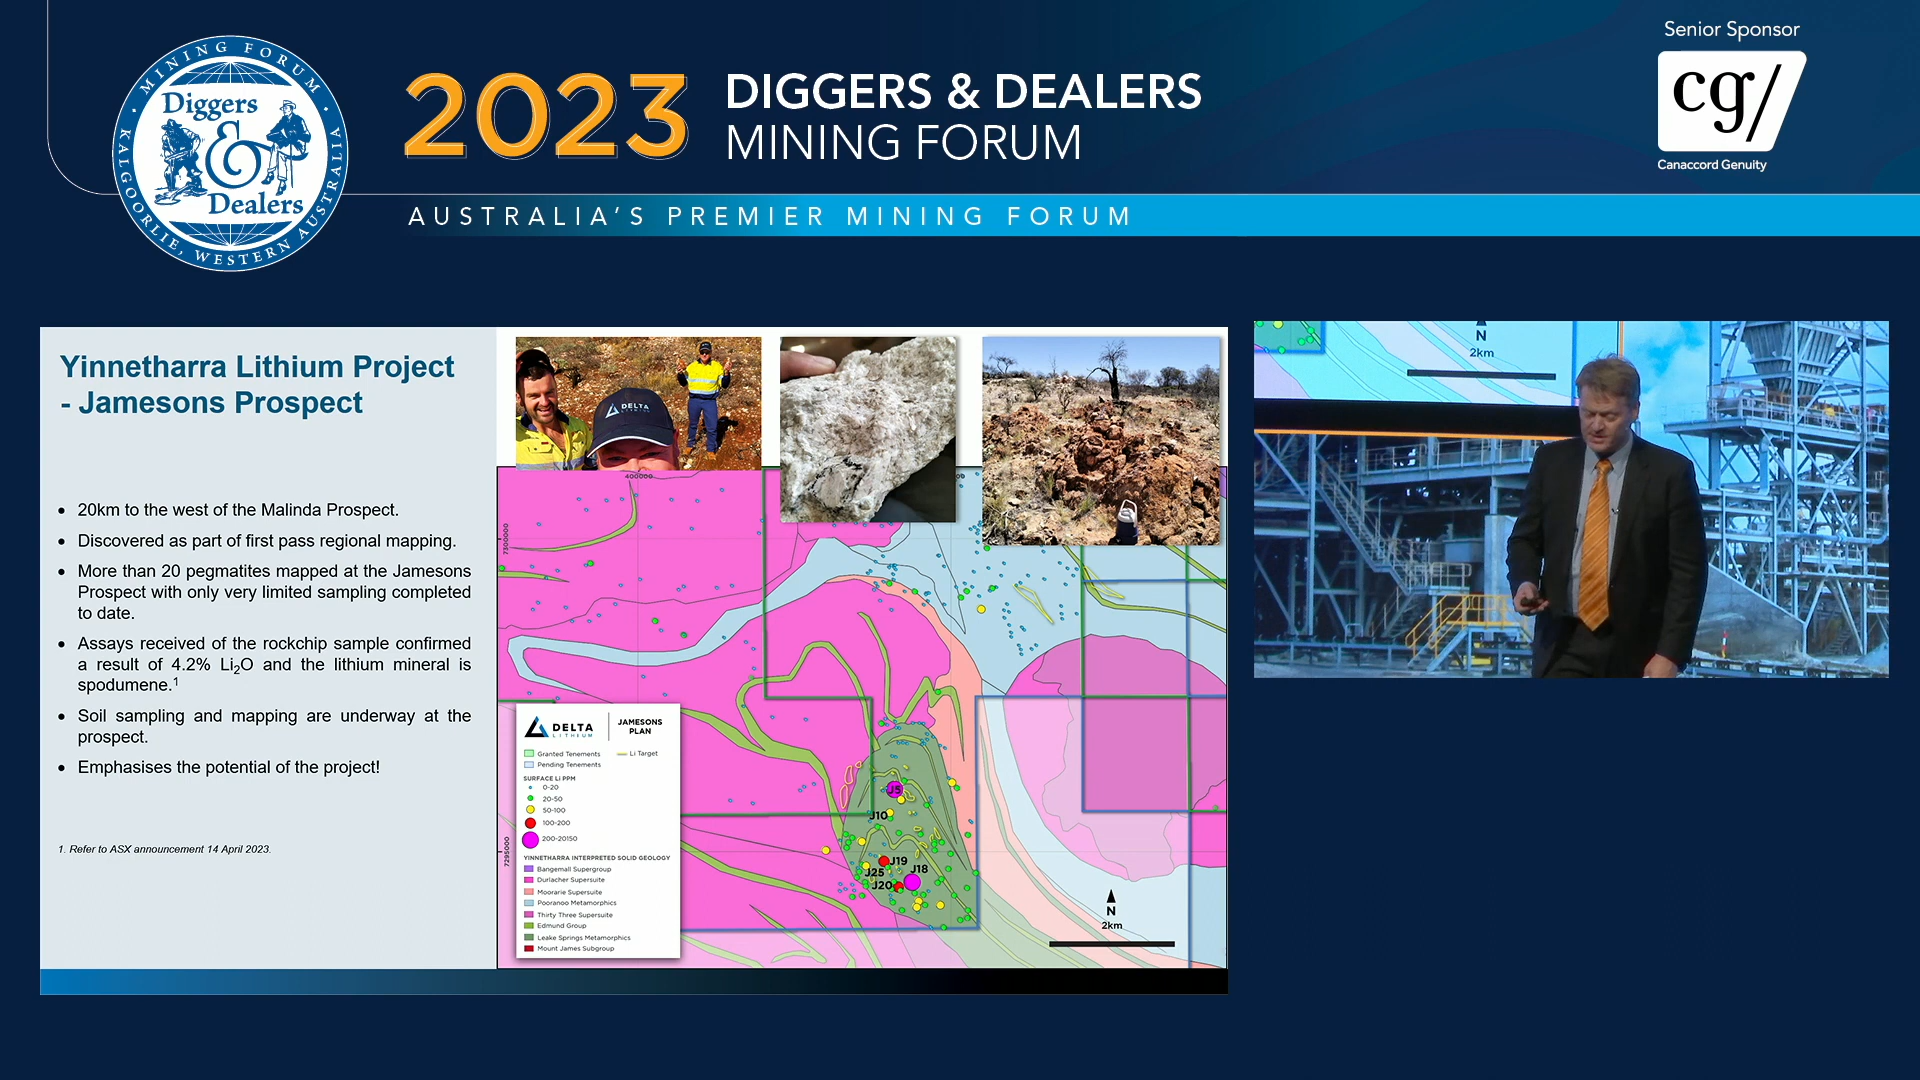 MINING FORUM
Diggers
&
Dealers
KALGOORLIE, WESTERN AUSTRALIA
2023
DIGGERS & DEALERS
MINING FORUM
AUSTRALIA'S PREMIER MINING FORUM
Senior Sponsor
cg/
Canaccord Genuity
Yinnetharra Lithium Project
- Jamesons Prospect
• 20km to the west of the Malinda Prospect.
• Discovered as part of first pass regional mapping.
• More than 20 pegmatites mapped at the Jamesons
Prospect with only very limited sampling completed
to date.
• Assays received of the rockchip sample confirmed
a result of 4.2% Li₂O and the lithium mineral is
spodumene.¹
• Soil sampling and mapping are underway at the
prospect.
• Emphasises the potential of the project!
1. Refer to ASX announcement 14 April 2023.
DELTA
400000
7300000
7295000
DELTA
LITHIUM
JAMESONS
PLAN
Granted Tenements
Li Target
Pending Tenements
SURFACE Li PPM
0-20
20-50
50-100
100-200
200-20150
YINNETHARRA INTERPRETED SOLID GEOLOGY
Bangemall Supergroup
Durlacher Supersuite
Moorarie Supersuite
Pooranoo Metamorphics
Thirty Three Supersuite
Edmund Group
Leake Springs Metamorphics
Mount James Subgroup
J5
J10
J19
J25
J18
J20
N
2km
N
2km